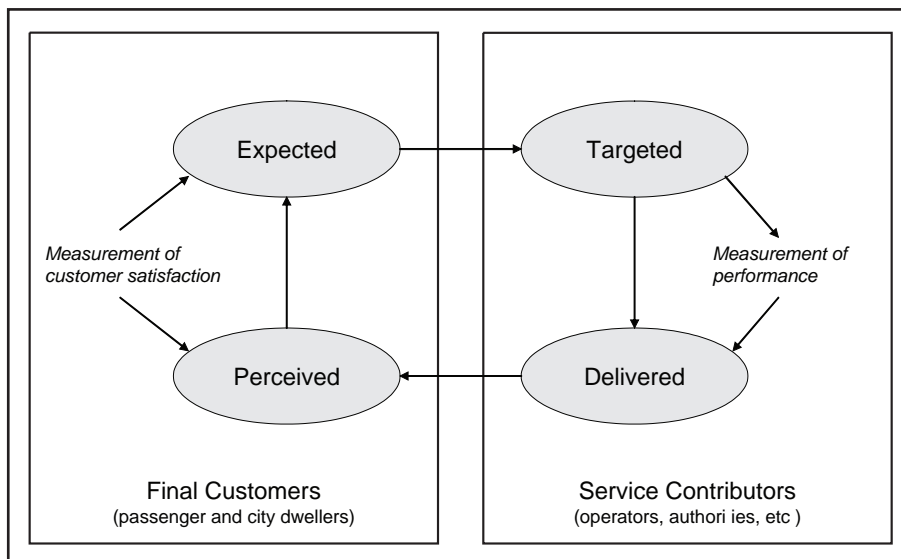 Expected
Targeted
Measurement of
customer satisfaction
Measurement of
performance
Perceived
Delivered
Final Customers
(passenger and city dwellers)
Service Contributors
(operators, authori ies, etc )